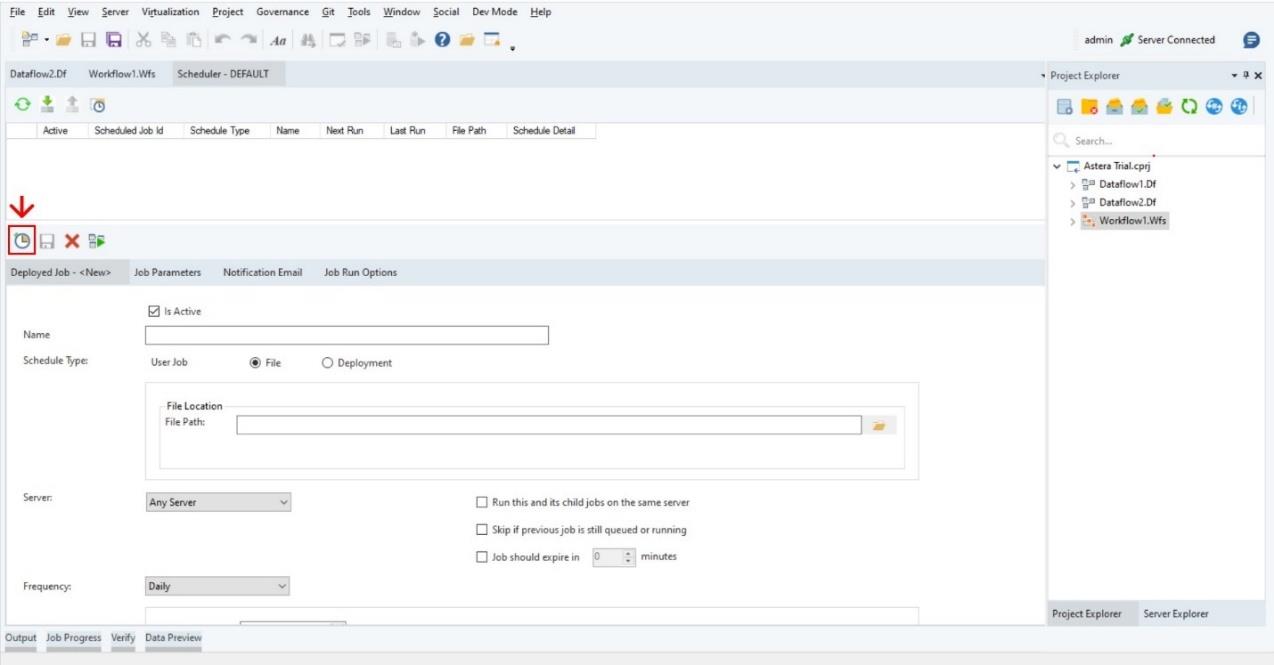 File Edit View Server Virtualization Project Governance Git Tools Window Social Dev Mode Help
Aa
admin Server Connected
Dataflow2.Df Workflow1.Wfs Scheduler - DEFAULT
Project Explorer
Active Scheduled Job Id Schedule Type Name Next Run Last Run File Path Schedule Detail
Search...
Astera Trial.cprj
Dataflow1.Df
Dataflow2.Df
Workflow1.Wfs
Deployed Job - <New> Job Parameters Notification Email Job Run Options
Is Active
Name
Schedule Type: User Job File Deployment
File Location
File Path:
Server: Any Server Run this and its child jobs on the same server
Skip if previous job is still queued or running
Job should expire in 0 minutes
Frequency: Daily
Project Explorer Server Explorer
Output Job Progress Verify Data Preview